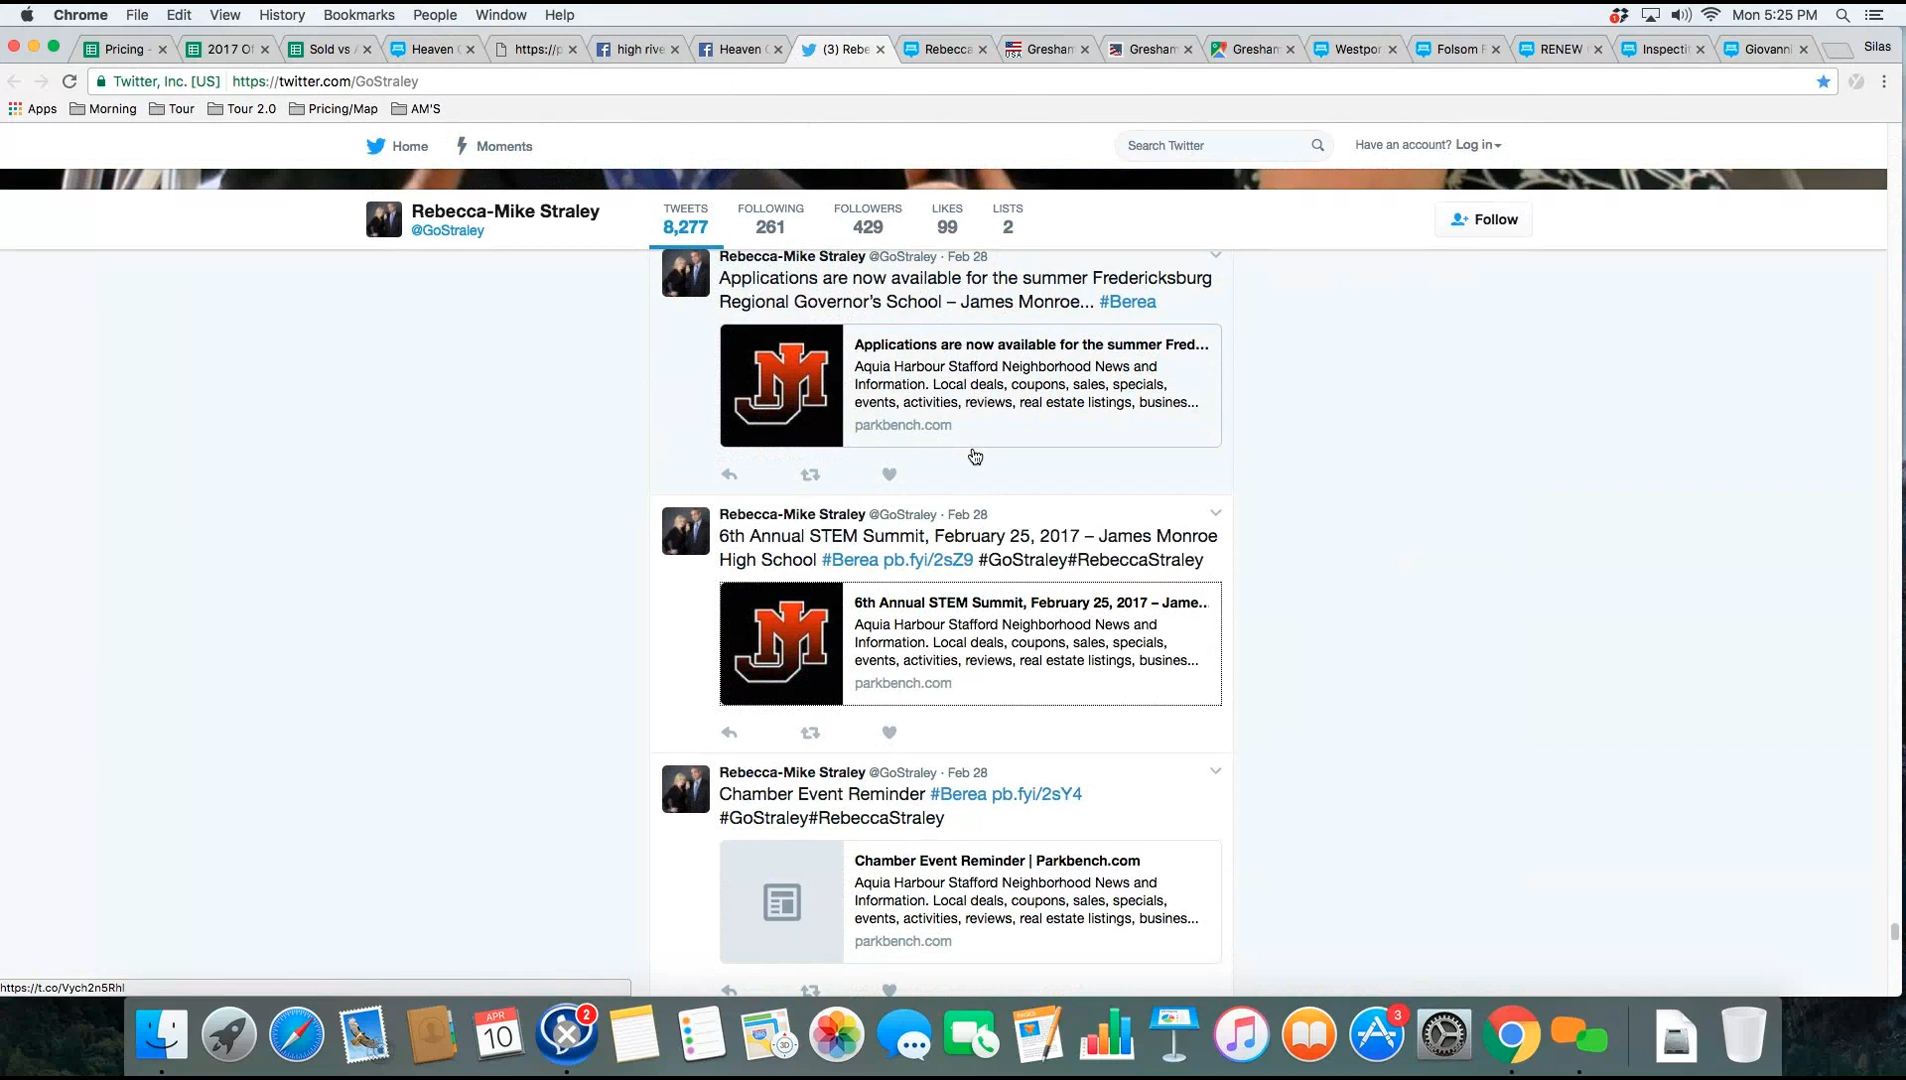 Chrome File Edit View History Bookmarks People Window Help Mon 5:25 PM
Pricing - 2017 O Sold vs Heaven https://p high rive Heaven (3) Rebe Rebecca Gresham Gresham Gresham Westpor Folsom F RENEW Inspecti Giovanni Silas
Twitter, Inc. [US] https://twitter.com/GoStraley
Apps Morning Tour Tour 2.0 Pricing/Map AM'S
Home Moments Search Twitter Have an account? Log in
Rebecca-Mike Straley
@GoStraley
TWEETS FOLLOWING FOLLOWERS LIKES LISTS
8,277 261 429 99 2
Follow
Rebecca-Mike Straley @GoStraley · Feb 28
Applications are now available for the summer Fredericksburg
Regional Governor's School – James Monroe... #Berea
JM
Applications are now available for the summer Fred...
Aquia Harbour Stafford Neighborhood News and
Information. Local deals, coupons, sales, specials,
events, activities, reviews, real estate listings, busines...
parkbench.com
Rebecca-Mike Straley @GoStraley · Feb 28
6th Annual STEM Summit, February 25, 2017 – James Monroe
High School #Berea pb.fyi/2sZ9 #GoStraley#RebeccaStraley
JM
6th Annual STEM Summit, February 25, 2017 – Jame...
Aquia Harbour Stafford Neighborhood News and
Information. Local deals, coupons, sales, specials,
events, activities, reviews, real estate listings, busines...
parkbench.com
Rebecca-Mike Straley @GoStraley · Feb 28
Chamber Event Reminder #Berea pb.fyi/2sY4
#GoStraley#RebeccaStraley
Chamber Event Reminder | Parkbench.com
Aquia Harbour Stafford Neighborhood News and
Information. Local deals, coupons, sales, specials,
events, activities, reviews, real estate listings, busines...
parkbench.com
https://t.co/Vych2n5Rhl
APR
10
2
3D
3